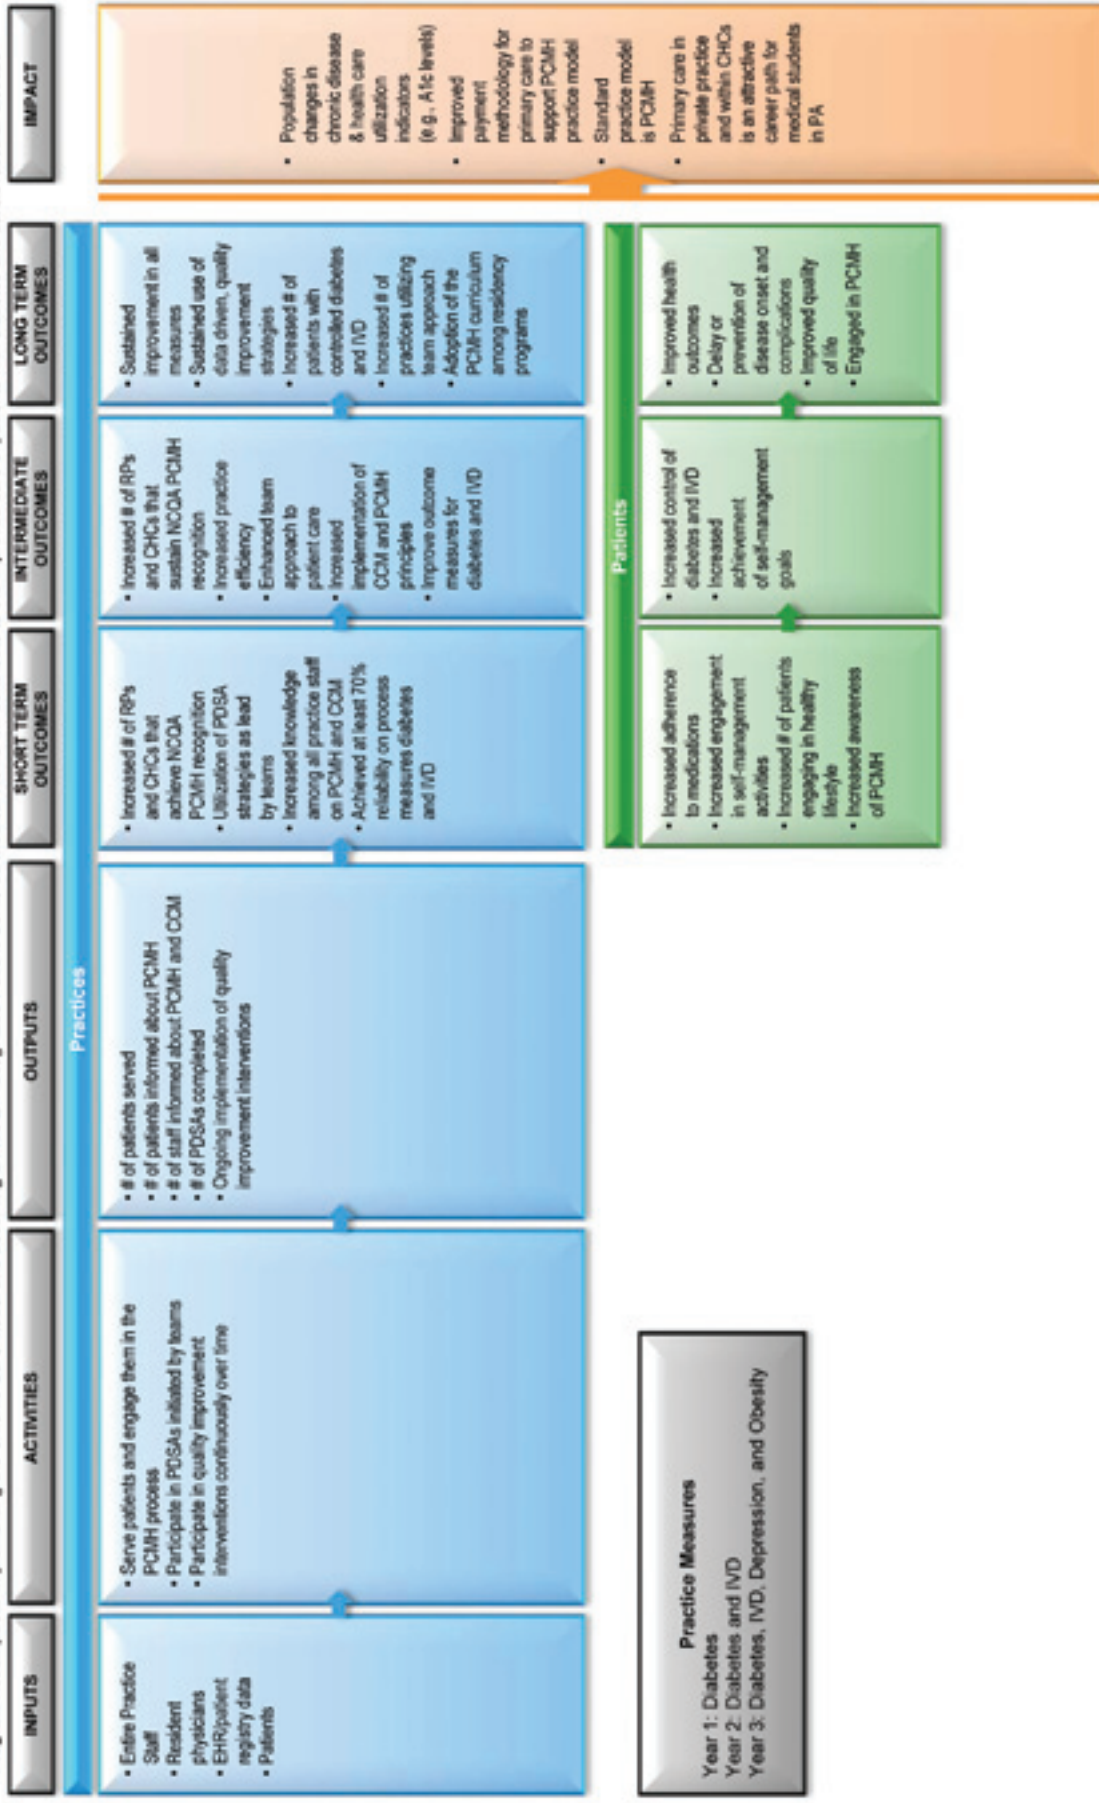 INPUTS
ACTIVITIES
OUTPUTS
SHORT TERM
OUTCOMES
INTERMEDIATE
OUTCOMES
LONG TERM
OUTCOMES
IMPACT
Practices
• Entire Practice
Staff
• Resident
physicians
• EHR/patient
registry data
• Patients
• Serve patients and engage them in the
PCMH process
• Participate in PDSAs initiated by teams
• Participate in quality improvement
interventions continuously over time
• # of patients served
• # of patients informed about PCMH
• # of staff informed about PCMH and CCM
• # of PDSAs completed
• Ongoing implementation of quality
improvement interventions
• Increased # of RPs
and CHCs that
achieve NCQA
PCMH recognition
• Utilization of PDSA
strategies as lead
by teams
• Increased knowledge
among all practice staff
on PCMH and CCM
• Achieved at least 70%
reliability on process
measures diabetes
and IVD
• Increased # of RPs
and CHCs that
sustain NCQA PCMH
recognition
• Increased practice
efficiency
• Enhanced team
approach to
patient care
• Increased
implementation of
CCM and PCMH
principles
• Improve outcome
measures for
diabetes and IVD
• Sustained
improvement in all
measures
• Sustained use of
data driven, quality
improvement
strategies
• Increased # of
patients with
controlled diabetes
and IVD
• Increased # of
practices utilizing
team approach
• Adoption of the
PCMH curriculum
among residency
programs
• Population
changes in
chronic disease
& health care
utilization
indicators
(e.g., A1c levels)
• Improved
payment
methodology for
primary care to
support PCMH
practice model
• Standard
practice model
is PCMH
• Primary care in
private practice
and within CHCs
is an attractive
career path for
medical students
in PA
Patients
• Increased adherence
to medications
• Increased engagement
in self-management
activities
• Increased # of patients
engaging in healthy
lifestyle
• Increased awareness
of PCMH
• Increased control of
diabetes and IVD
• Increased
achievement
of self-management
goals
• Improved health
outcomes
• Delay or
prevention of
disease onset and
complications
• Improved quality
of life
• Engaged in PCMH
Practice Measures
Year 1: Diabetes
Year 2: Diabetes and IVD
Year 3: Diabetes, IVD, Depression, and Obesity